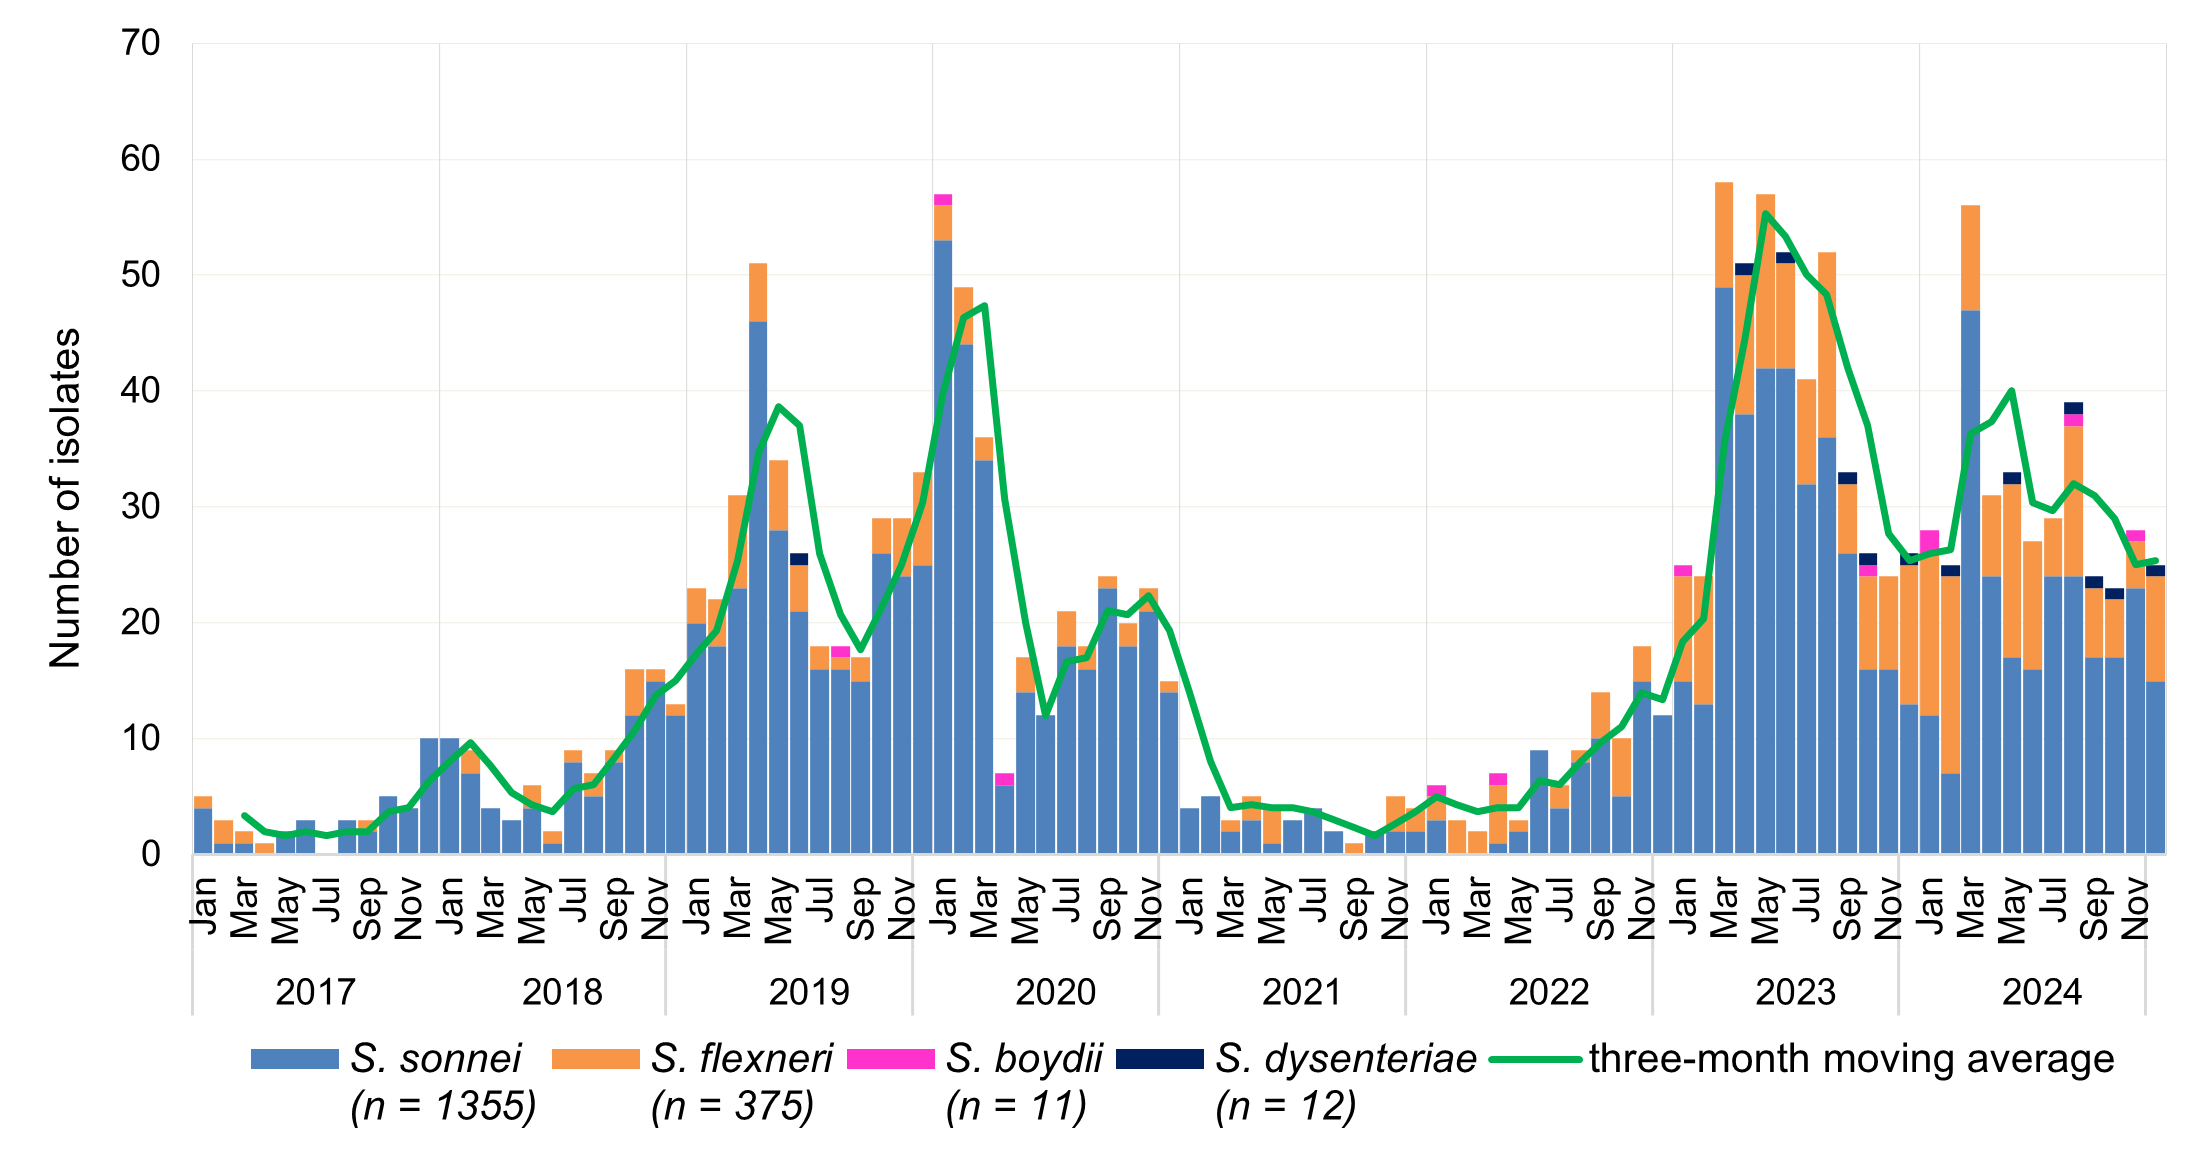 70
60
50
40
30
20
10
0
Number of isolates
Jan Mar May Jul Sep Nov Jan Mar May Jul Sep Nov Jan Mar May Jul Sep Nov Jan Mar May Jul Sep Nov Jan Mar May Jul Sep Nov Jan Mar May Jul Sep Nov Jan Mar May Jul Sep Nov Jan Mar May Jul Sep Nov
2017 2018 2019 2020 2021 2022 2023 2024
S. sonnei S. flexneri S. boydii S. dysenteriae three-month moving average
(n = 1355) (n = 375) (n = 11) (n = 12)